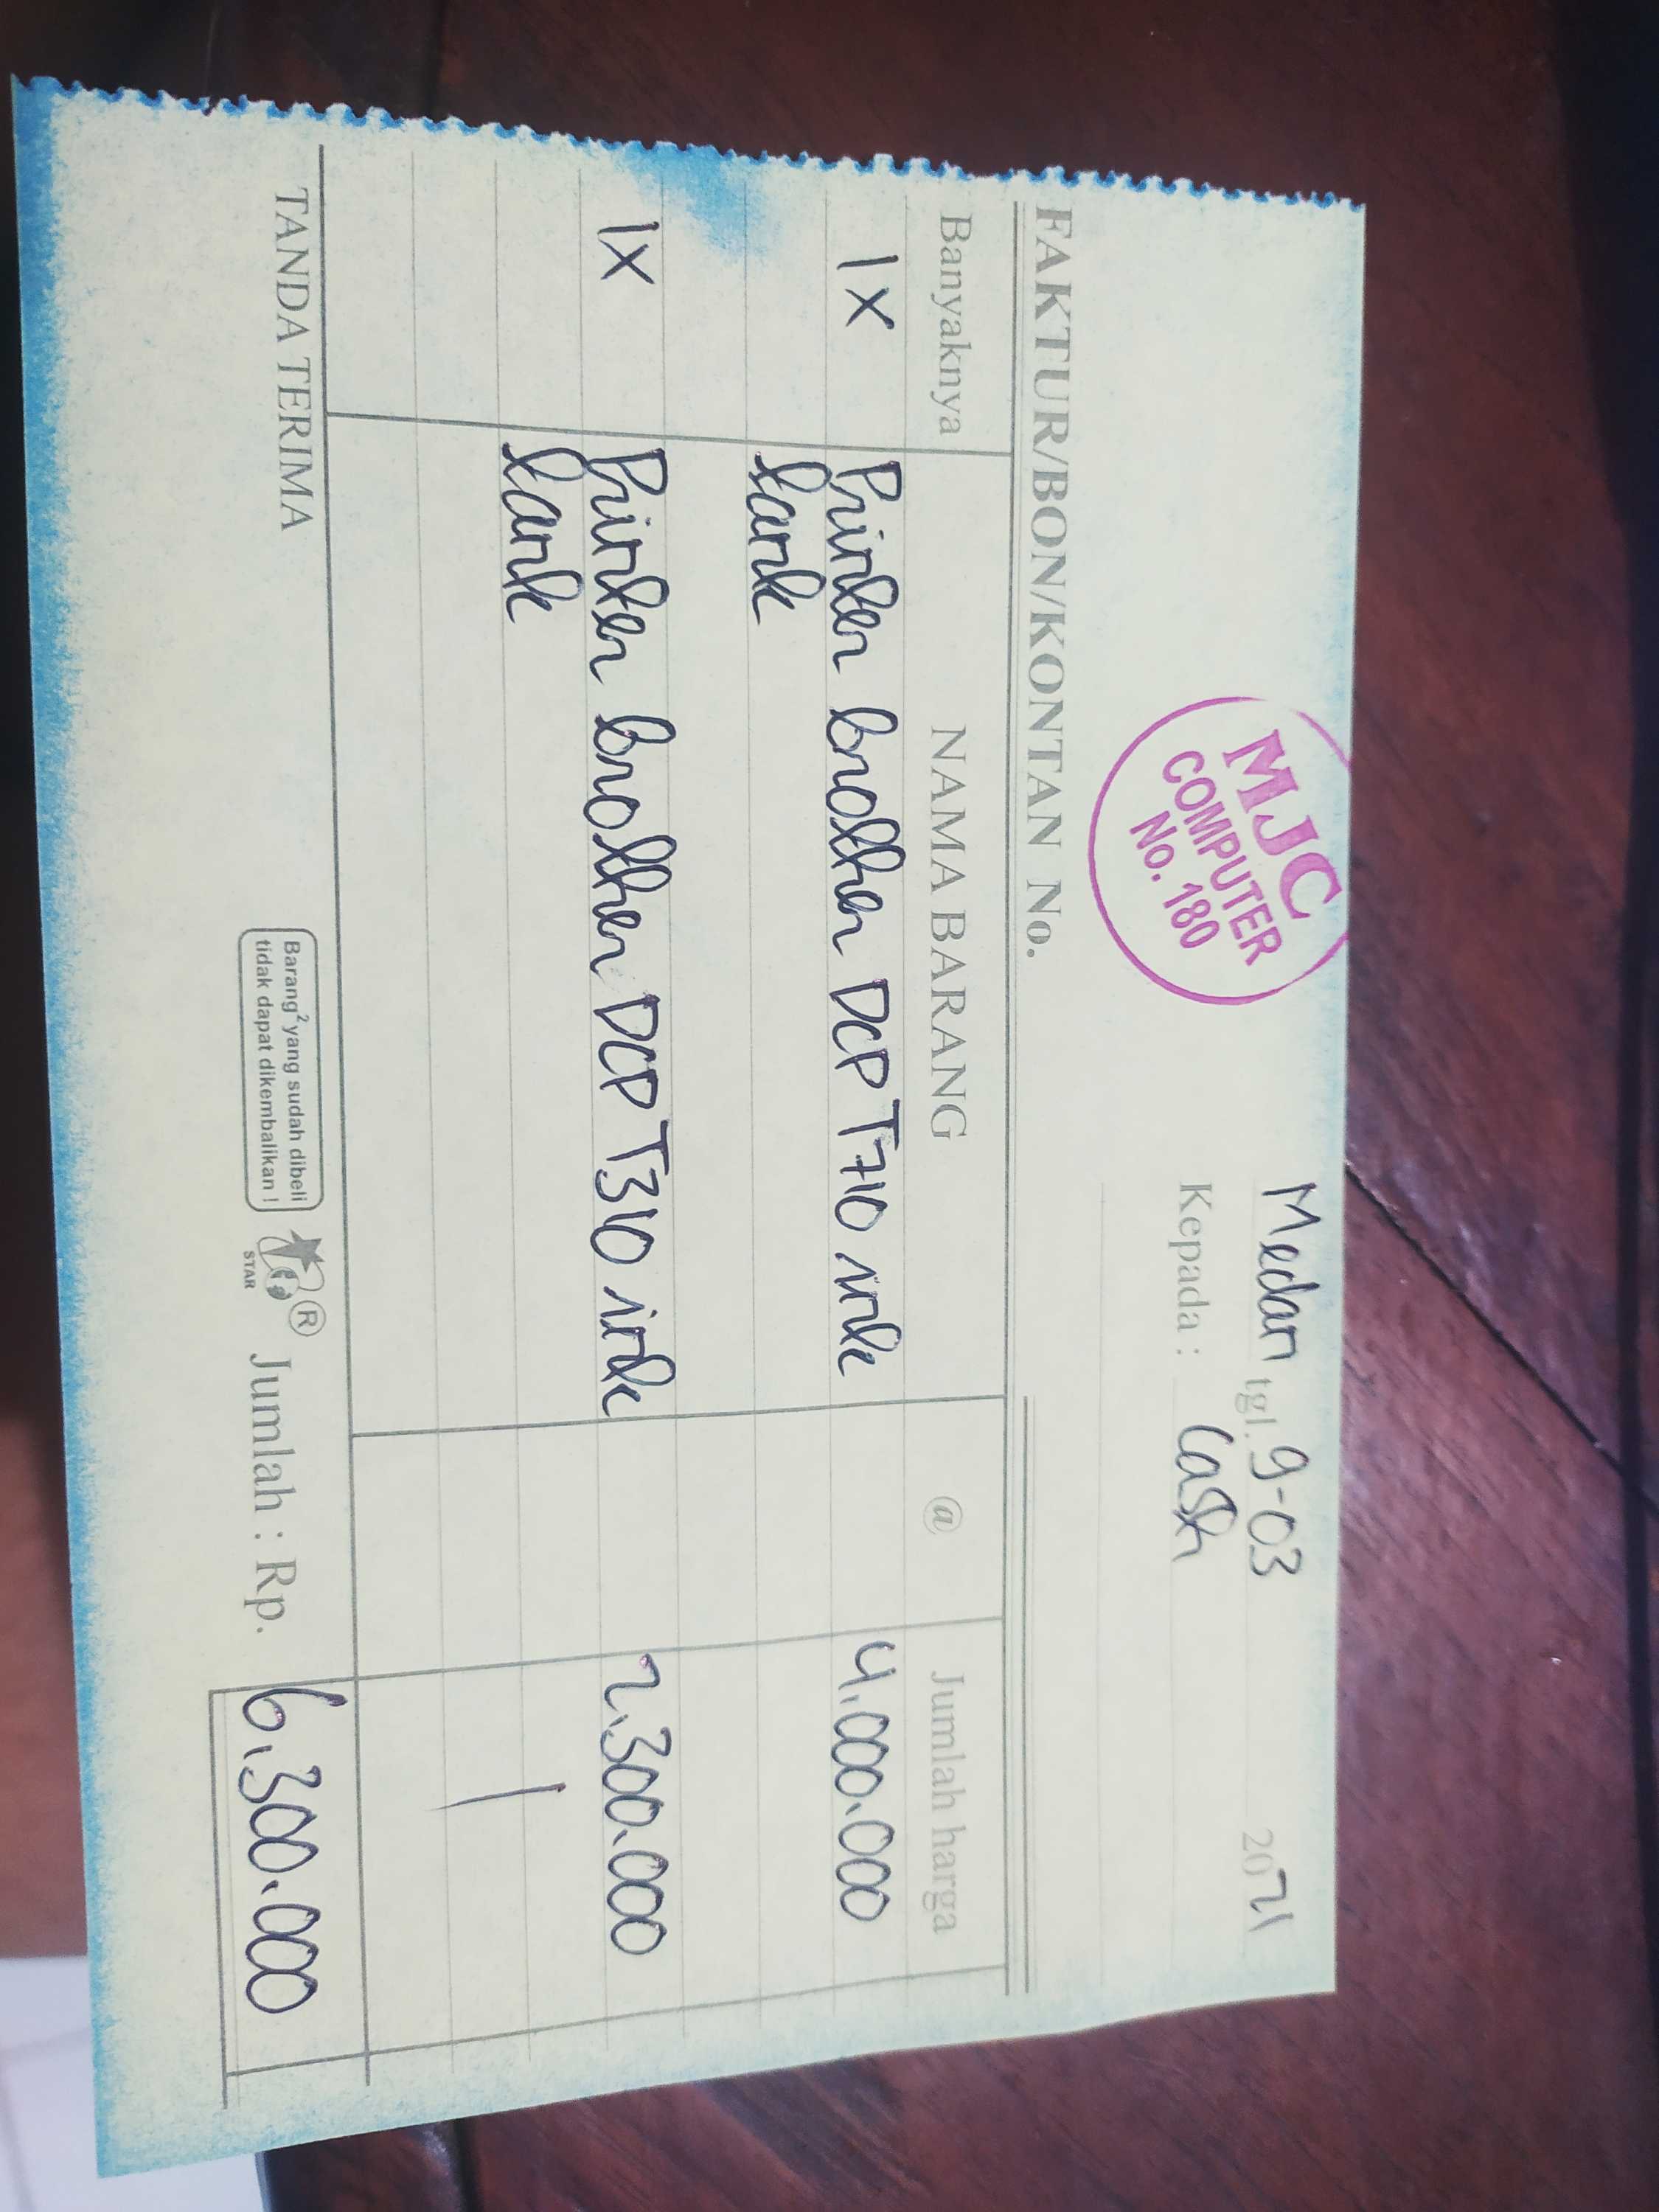 MJC
COMPUTER
No. 180
Medan, tgl. 9-03 2021
Kepada : Cash
FAKTUR/BON/KONTAN No.
Banyaknya NAMA BARANG @ Jumlah harga
1x Printer brother DCP T710 ink 4.000.000
tank
1x Printer brother DCP T310 ink 2.300.000
tank
TANDA TERIMA
Barang² yang sudah dibeli
tidak dapat dikembalikan !
STAR ®
Jumlah : Rp. 6.300.000